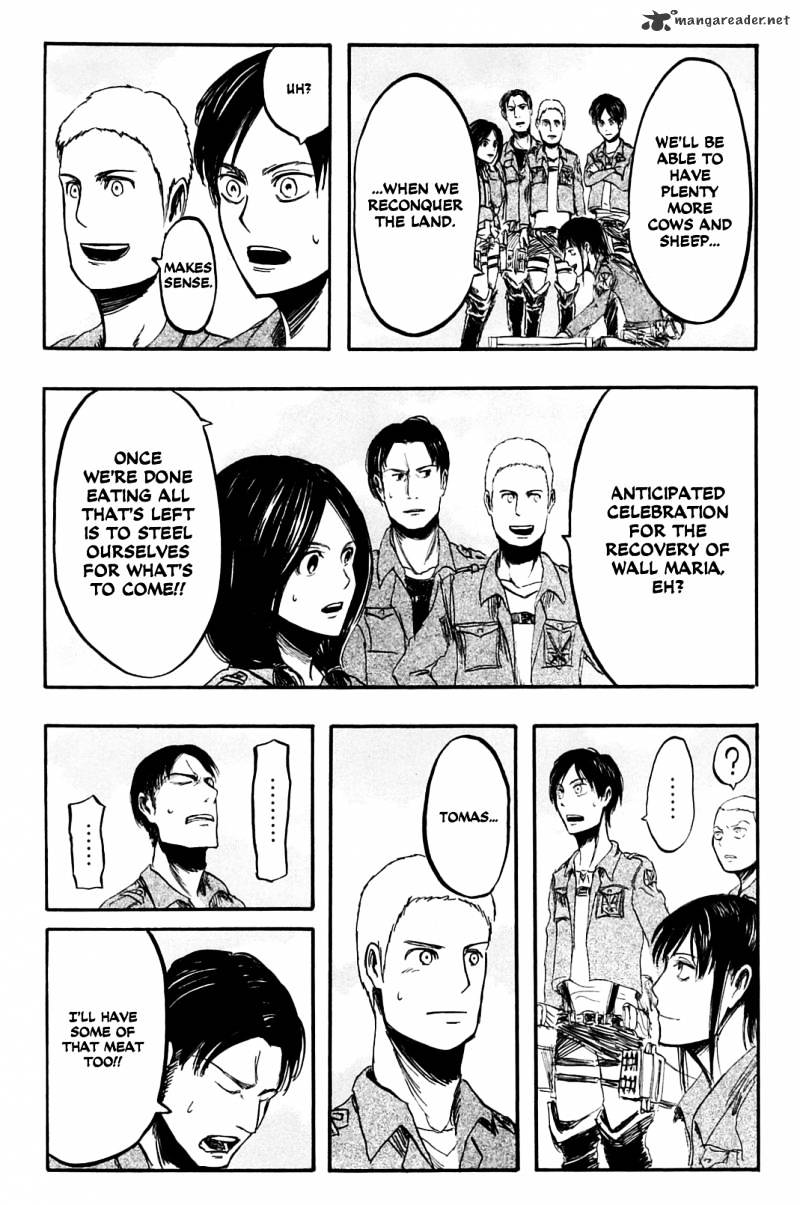 mangareader.net
WE'LL BE
ABLE TO
HAVE
PLENTY
MORE
COWS AND
SHEEP...
...WHEN WE
RECONQUER
THE LAND.
UH?
MAKES
SENSE.
ANTICIPATED
CELEBRATION
FOR THE
RECOVERY OF
WALL MARIA,
EH?
ONCE
WE'RE DONE
EATING ALL
THAT'S LEFT
IS TO STEEL
OURSELVES
FOR WHAT'S
TO COME!!
?
......
TOMAS...
......
......
I'LL HAVE
SOME OF
THAT MEAT
TOO!!